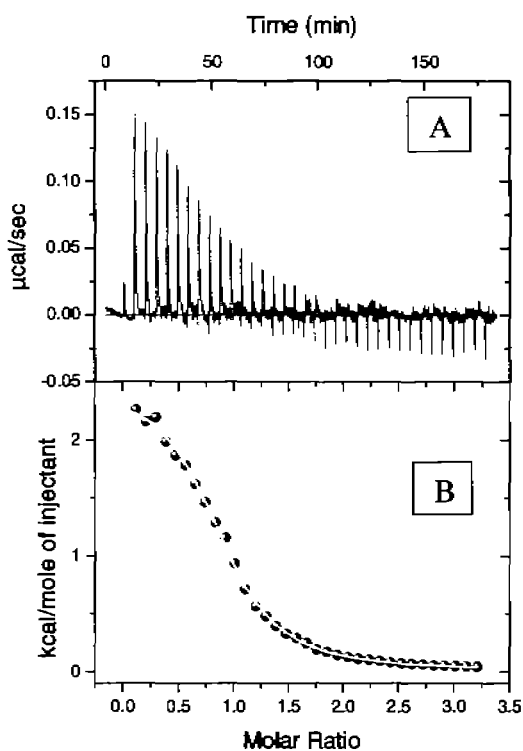 Time (min)
0 50 100 150
0.15
0.10
0.05
0.00
-0.05
µcal/sec
A
2
1
0
kcal/mole of injectant
B
0.0 0.5 1.0 1.5 2.0 2.5 3.0 3.5
Molar Ratio